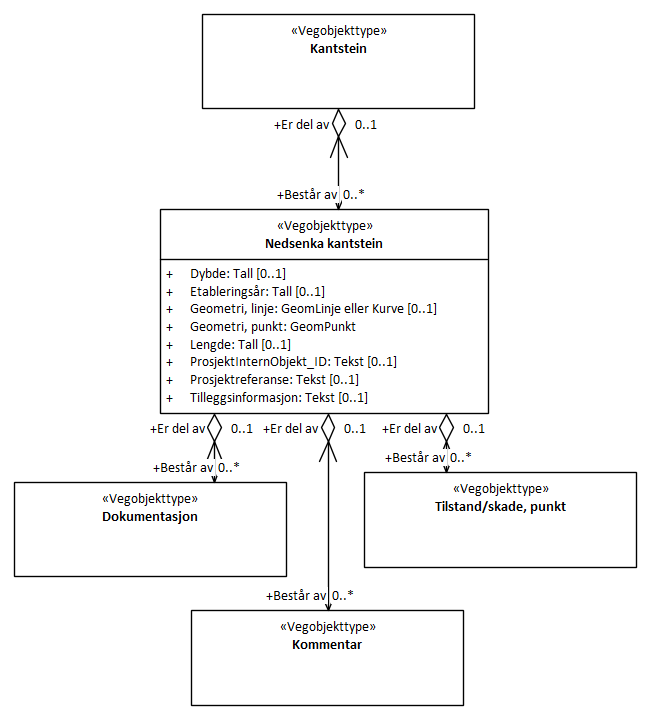 «Vegobjekttype»
Kantstein
+Er del av 0..1
+Består av 0..*
«Vegobjekttype»
Nedsenka kantstein
+ Dybde: Tall [0..1]
+ Etableringsår: Tall [0..1]
+ Geometri, linje: GeomLinje eller Kurve [0..1]
+ Geometri, punkt: GeomPunkt
+ Lengde: Tall [0..1]
+ ProsjektInternObjekt_ID: Tekst [0..1]
+ Prosjektreferanse: Tekst [0..1]
+ Tilleggsinformasjon: Tekst [0..1]
+Er del av 0..1 +Er del av 0..1 +Er del av 0..1
+Består av 0..*
+Består av 0..*
«Vegobjekttype»
Tilstand/skade, punkt
«Vegobjekttype»
Dokumentasjon
+Består av 0..*
«Vegobjekttype»
Kommentar